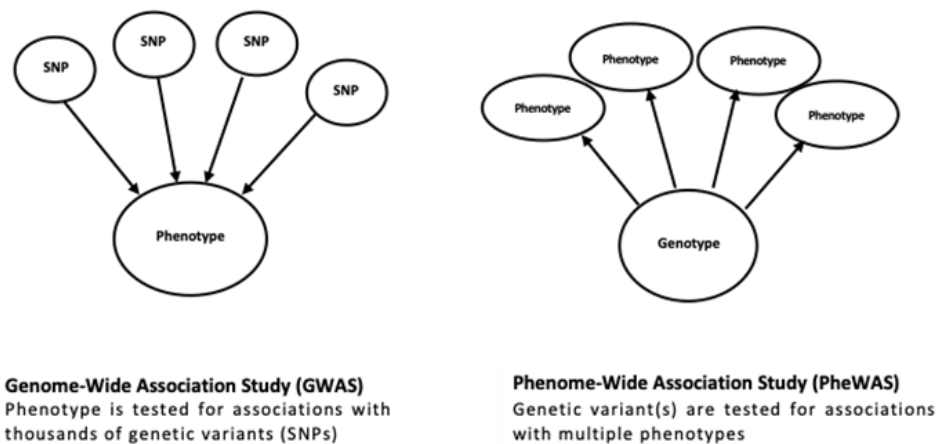 SNP
SNP
SNP
SNP
Phenotype
Phenotype
Phenotype
Phenotype
Phenotype
Genotype
Genome-Wide Association Study (GWAS)
Phenotype is tested for associations with
thousands of genetic variants (SNPs)
Phenome-Wide Association Study (PheWAS)
Genetic variant(s) are tested for associations
with multiple phenotypes